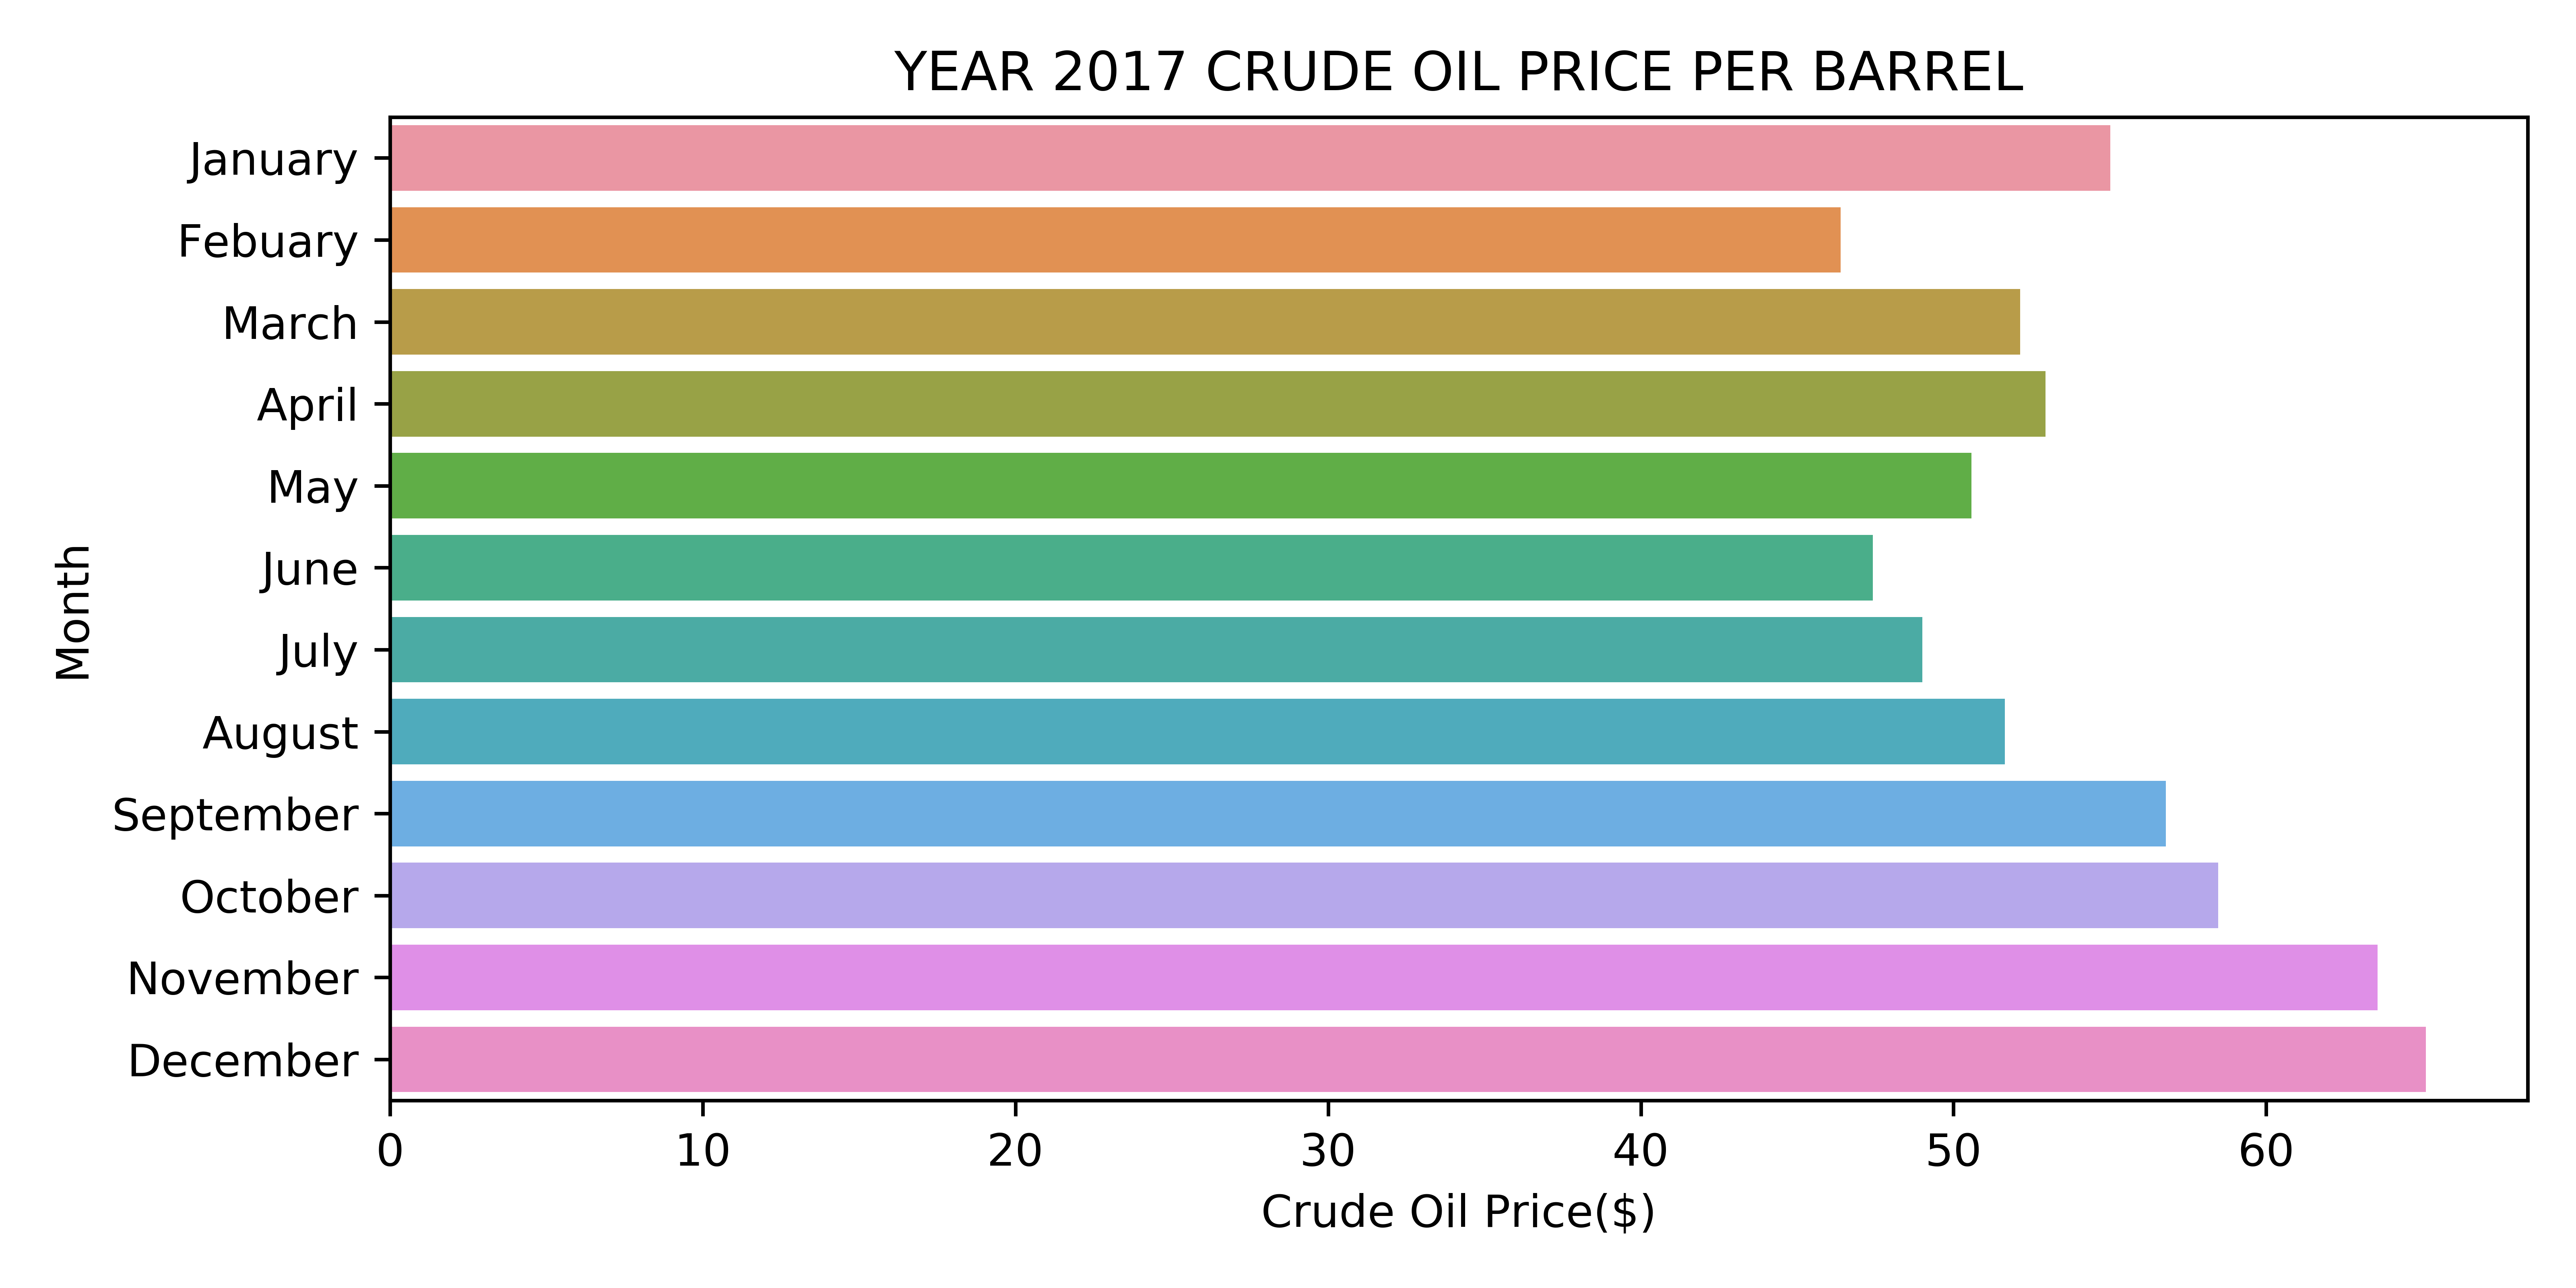 YEAR 2017 CRUDE OIL PRICE PER BARREL
January
Febuary
March
April
May
June
July
August
September
October
November
December
Month
0 10 20 30 40 50 60
Crude Oil Price($)